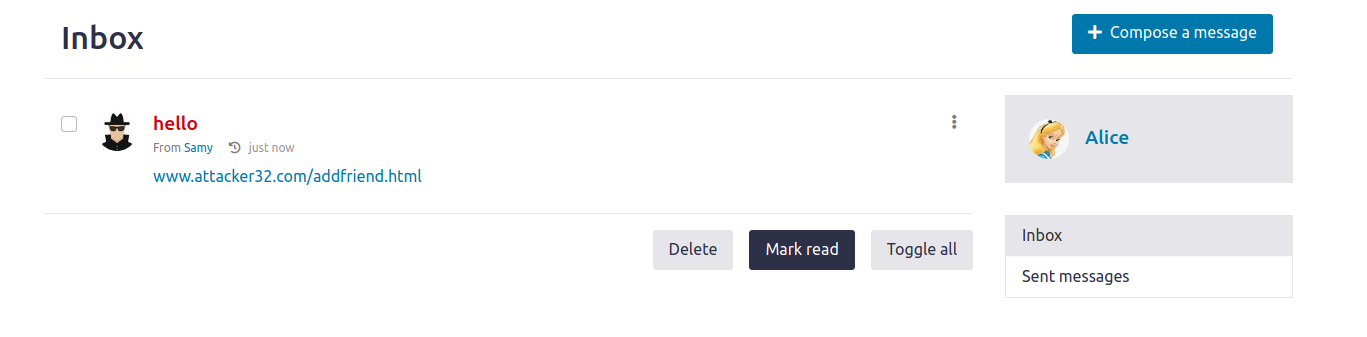 Inbox
Compose a message
hello
From Samy just now
www.attacker32.com/addfriend.html
Delete Mark read Toggle all
Alice
Inbox
Sent messages